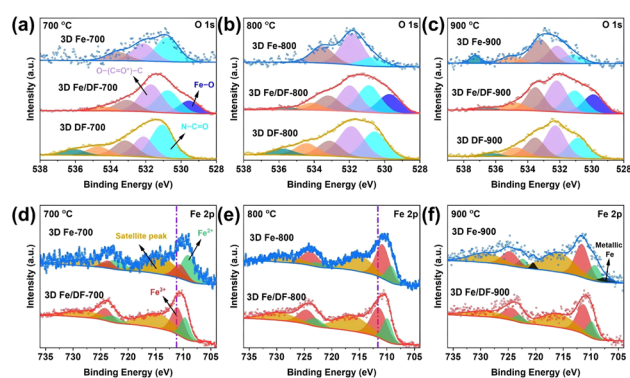 (a) 700 °C O 1s
3D Fe-700
O−(C=O*)−C
3D Fe/DF-700
Fe−O
3D DF-700
N−C=O
Intensity (a.u.)
538 536 534 532 530 528
Binding Energy (eV)
(b) 800 °C O 1s
3D Fe-800
3D Fe/DF-800
3D DF-800
Intensity (a.u.)
538 536 534 532 530 528
Binding Energy (eV)
(c) 900 °C O 1s
3D Fe-900
3D Fe/DF-900
3D DF-900
Intensity (a.u.)
538 536 534 532 530 528
Binding Energy (eV)
(d) 700 °C Fe 2p
3D Fe-700
Satellite peak
Fe²⁺
3D Fe/DF-700
Fe³⁺
Intensity (a.u.)
735 730 725 720 715 710 705
Binding Energy (eV)
(e) 800 °C Fe 2p
3D Fe-800
3D Fe/DF-800
Intensity (a.u.)
735 730 725 720 715 710 705
Binding Energy (eV)
(f) 900 °C Fe 2p
3D Fe-900
Metallic
Fe
3D Fe/DF-900
Intensity (a.u.)
735 730 725 720 715 710 705
Binding Energy (eV)